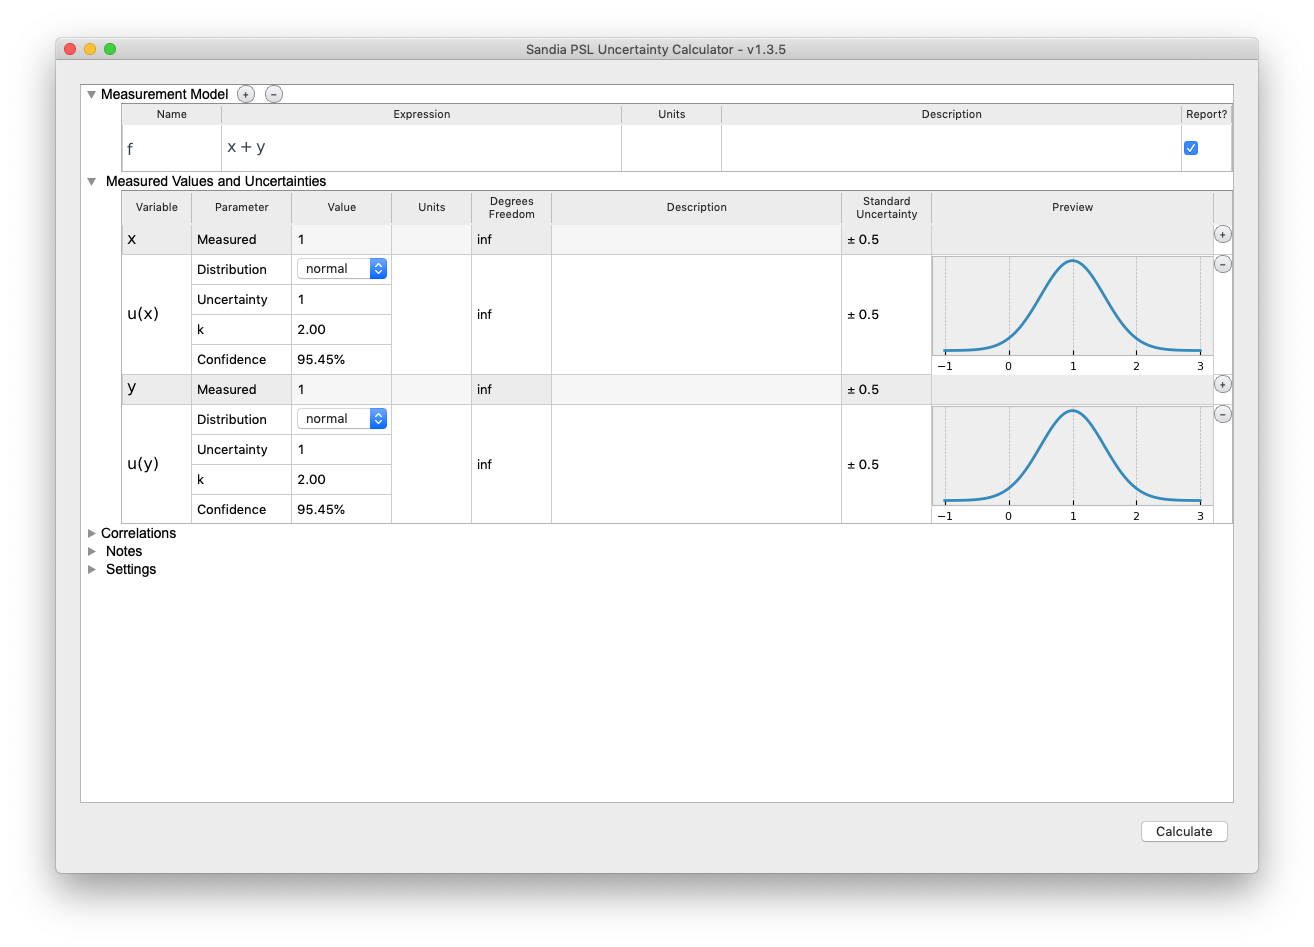 Sandia PSL Uncertainty Calculator - v1.3.5
Measurement Model + −
Name Expression Units Description Report?
f x + y
Measured Values and Uncertainties
Variable Parameter Value Units Degrees Freedom Description Standard Uncertainty Preview
x Measured 1 inf ± 0.5 +
u(x) inf ± 0.5 −
Distribution normal
Uncertainty 1
k 2.00
Confidence 95.45%
−1 0 1 2 3
y Measured 1 inf ± 0.5 +
u(y) inf ± 0.5 −
Distribution normal
Uncertainty 1
k 2.00
Confidence 95.45%
−1 0 1 2 3
Correlations
Notes
Settings
Calculate